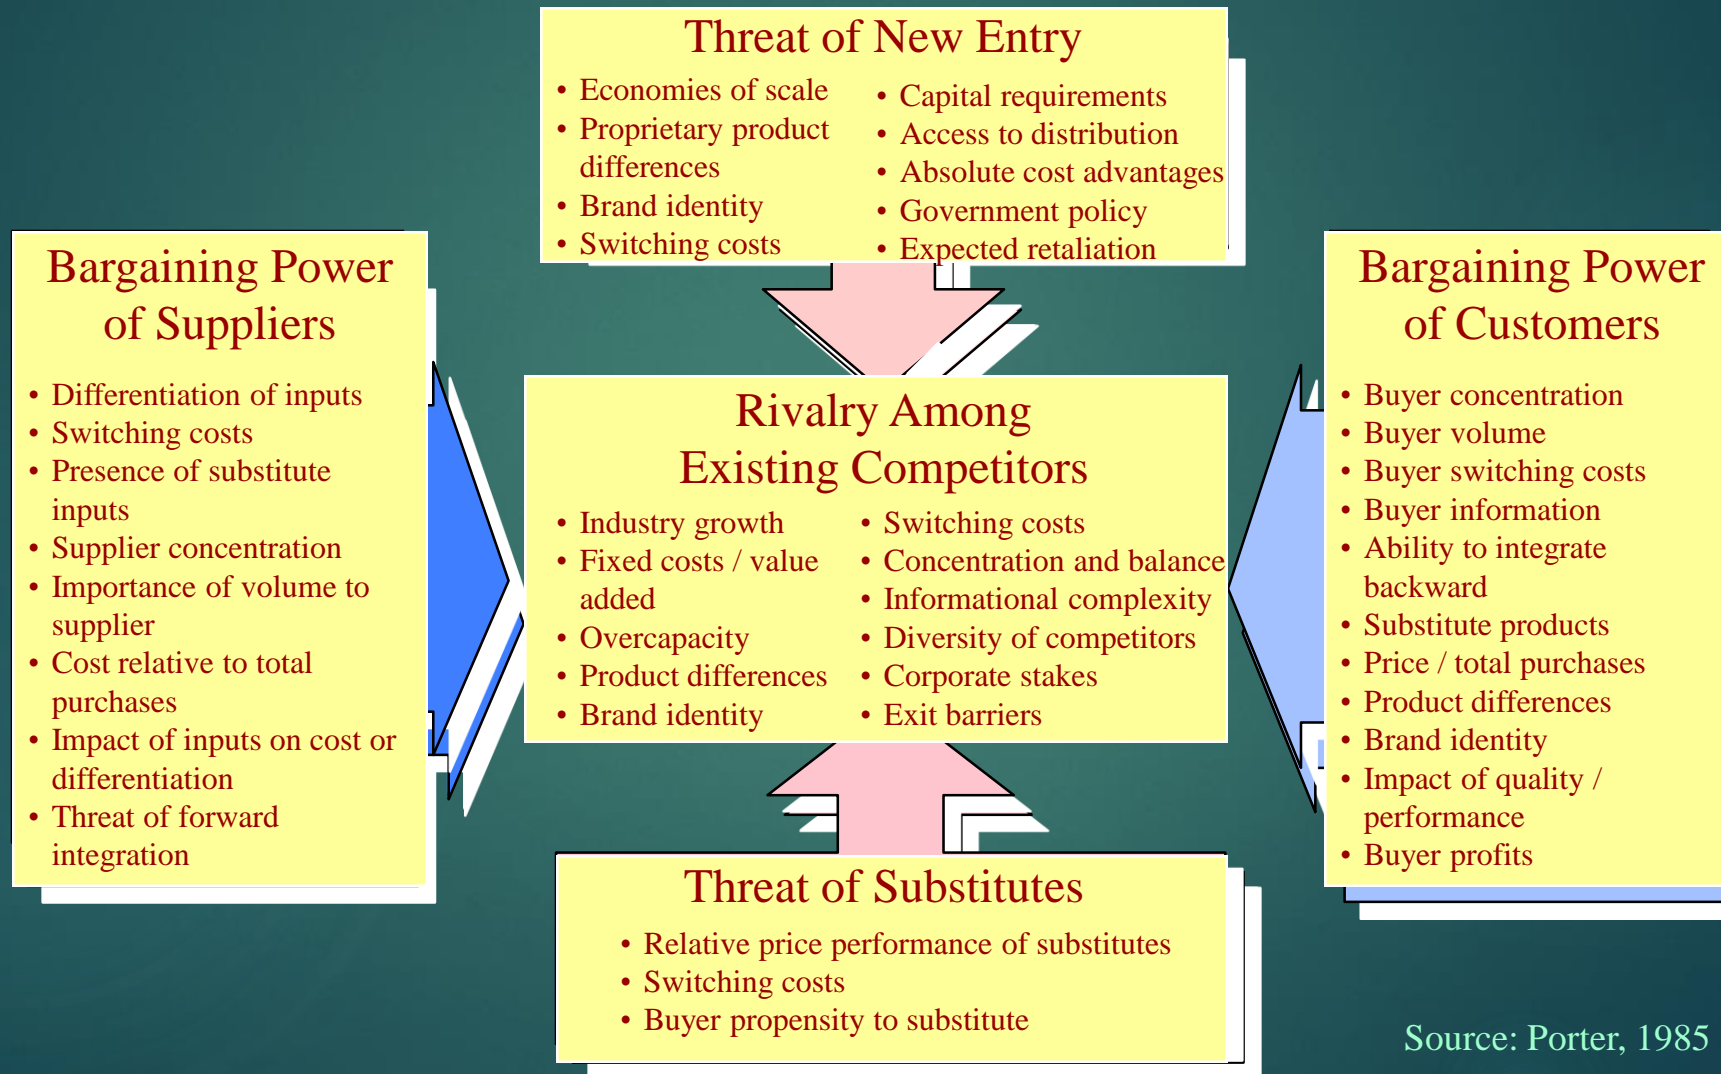 Threat of New Entry
• Economies of scale
• Proprietary product
differences
• Brand identity
• Switching costs
• Capital requirements
• Access to distribution
• Absolute cost advantages
• Government policy
• Expected retaliation
Bargaining Power
of Suppliers
• Differentiation of inputs
• Switching costs
• Presence of substitute
inputs
• Supplier concentration
• Importance of volume to
supplier
• Cost relative to total
purchases
• Impact of inputs on cost or
differentiation
• Threat of forward
integration
Rivalry Among
Existing Competitors
• Industry growth
• Fixed costs / value
added
• Overcapacity
• Product differences
• Brand identity
• Switching costs
• Concentration and balance
• Informational complexity
• Diversity of competitors
• Corporate stakes
• Exit barriers
Bargaining Power
of Customers
• Buyer concentration
• Buyer volume
• Buyer switching costs
• Buyer information
• Ability to integrate
backward
• Substitute products
• Price / total purchases
• Product differences
• Brand identity
• Impact of quality /
performance
• Buyer profits
Threat of Substitutes
• Relative price performance of substitutes
• Switching costs
• Buyer propensity to substitute
Source: Porter, 1985